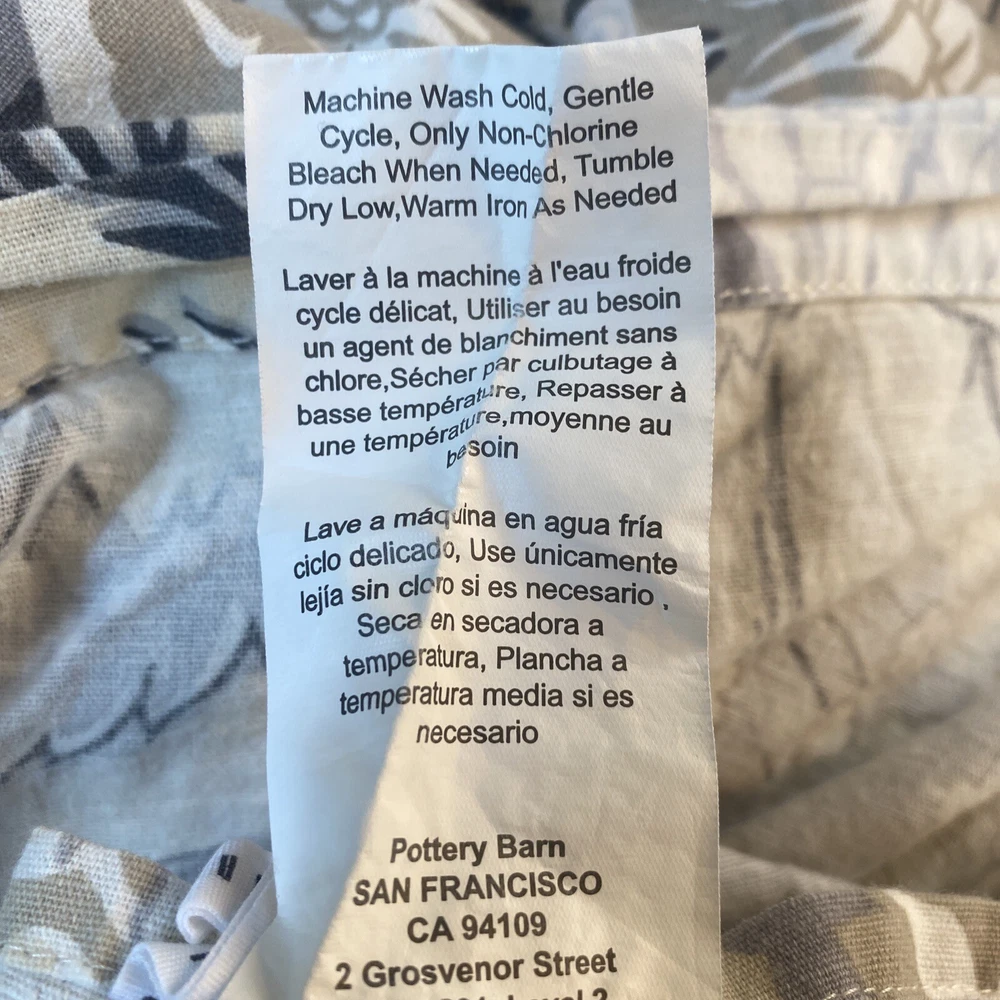 Machine Wash Cold, Gentle
Cycle, Only Non-Chlorine
Bleach When Needed, Tumble
Dry Low,Warm Iron As Needed
Laver à la machine à l'eau froide
cycle délicat, Utiliser au besoin
un agent de blanchiment sans
chlore,Sécher par culbutage à
basse température, Repasser à
une température,moyenne au
besoin
Lave a máquina en agua fría
ciclo delicado, Use únicamente
lejía sin cloro si es necesario ,
Seca en secadora a
temperatura, Plancha a
temperatura media si es
necesario
Pottery Barn
SAN FRANCISCO
CA 94109
2 Grosvenor Street